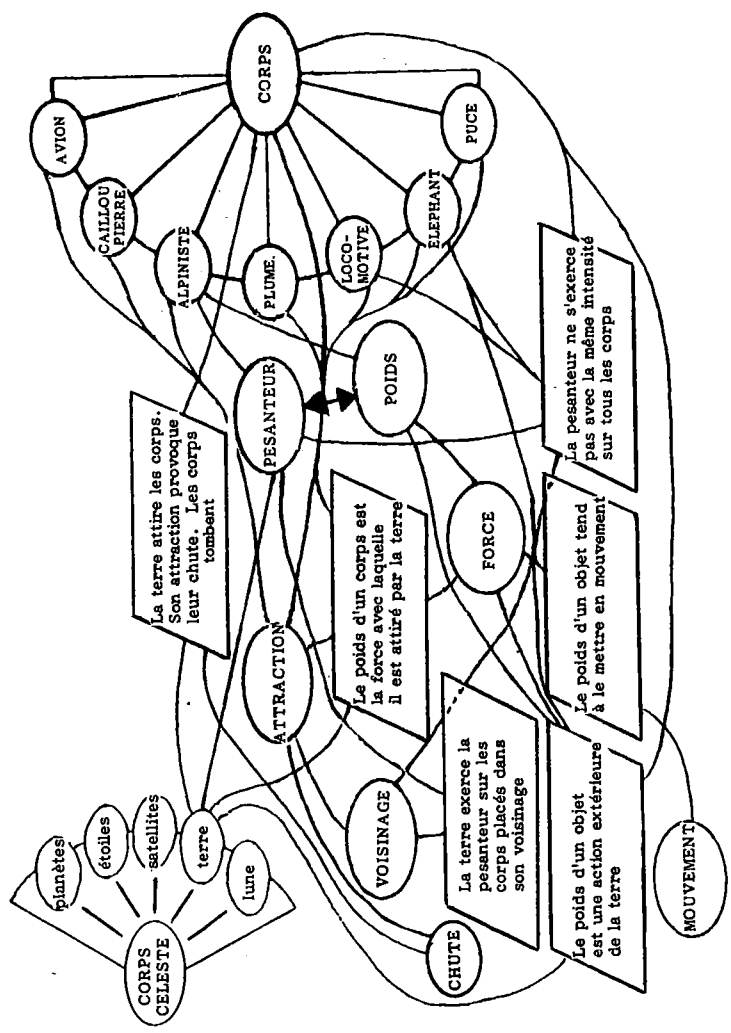 CORPS
CELESTE
planètes
étoiles
satellites
terre
lune
La terre attire les corps.
Son attraction provoque
leur chute. Les corps
tombent
AVION
CAILLOU
PIERRE
ALPINISTE
PLUME.
LOCO-
MOTIVE
ELEPHANT
PUCE
CORPS
ATTRACTION
PESANTEUR
POIDS
Le poids d'un corps est
la force avec laquelle
il est attiré par la terre
VOISINAGE
FORCE
CHUTE
La terre exerce la
pesanteur sur les
corps placés dans
son voisinage
Le poids d'un objet
est une action extérieure
de la terre
Le poids d'un objet tend
à le mettre en mouvement
La pesanteur ne s'exerce
pas avec la même intensité
sur tous les corps
MOUVEMENT